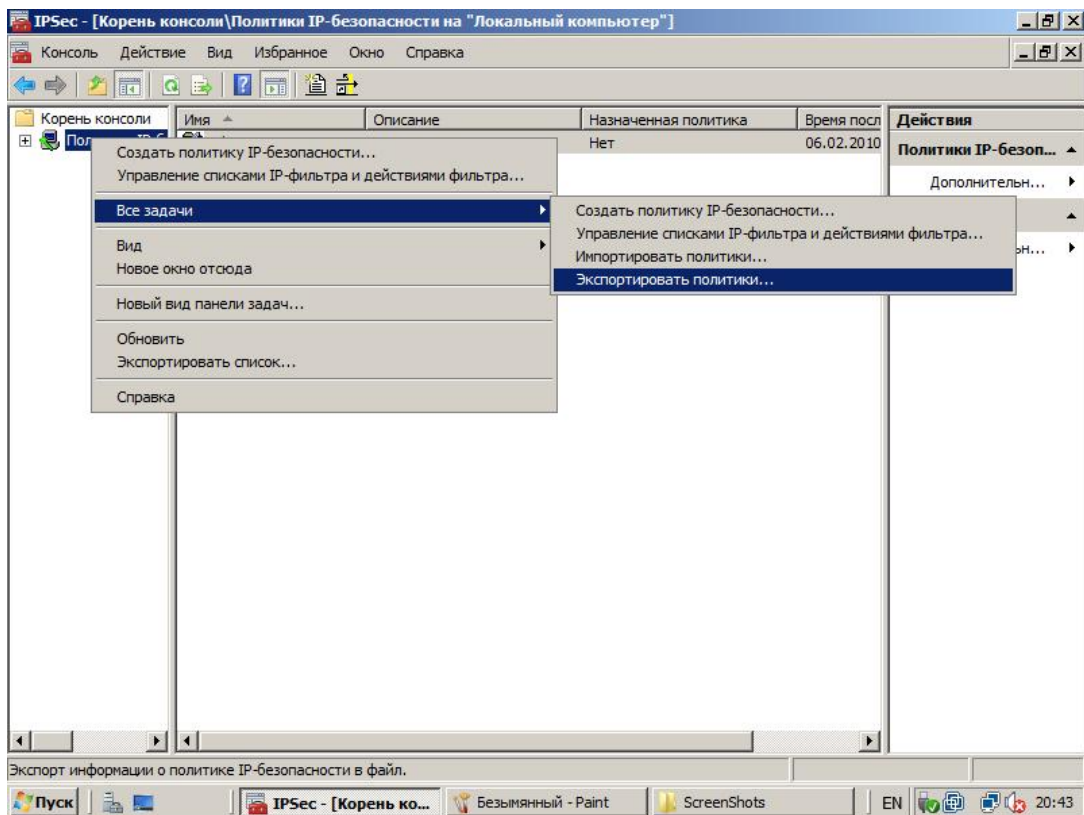 IPSec - [Корень консоли\Политики IP-безопасности на "Локальный компьютер"]
Консоль Действие Вид Избранное Окно Справка
Корень консоли
Имя Описание Назначенная политика Время посл
Нет 06.02.2010
Создать политику IP-безопасности...
Управление списками IP-фильтра и действиями фильтра...
Все задачи
Вид
Новое окно отсюда
Новый вид панели задач...
Обновить
Экспортировать список...
Справка
Создать политику IP-безопасности...
Управление списками IP-фильтра и действиями фильтра...
Импортировать политики...
Экспортировать политики...
Действия
Политики IP-безоп...
Дополнительн...
Экспорт информации о политике IP-безопасности в файл.
Пуск IPSec - [Корень ко... Безымянный - Paint ScreenShots EN 20:43